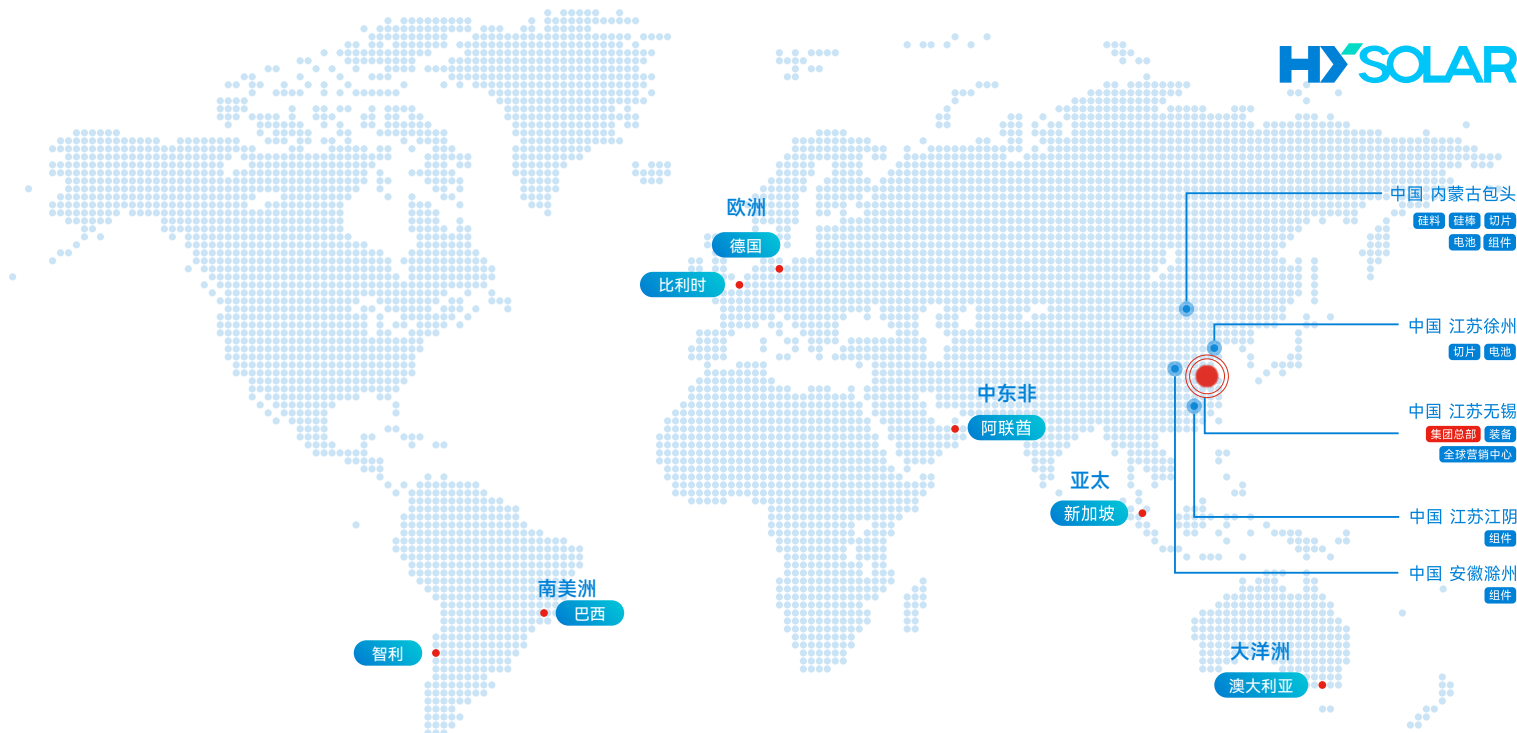 HY SOLAR
中国 内蒙古包头
硅料 硅棒 切片
电池 组件
中国 江苏徐州
切片 电池
中国 江苏无锡
集团总部 装备
全球营销中心
中国 江苏江阴
组件
中国 安徽滁州
组件
欧洲
德国
比利时
中东非
阿联酋
亚太
新加坡
南美洲
巴西
智利
大洋洲
澳大利亚